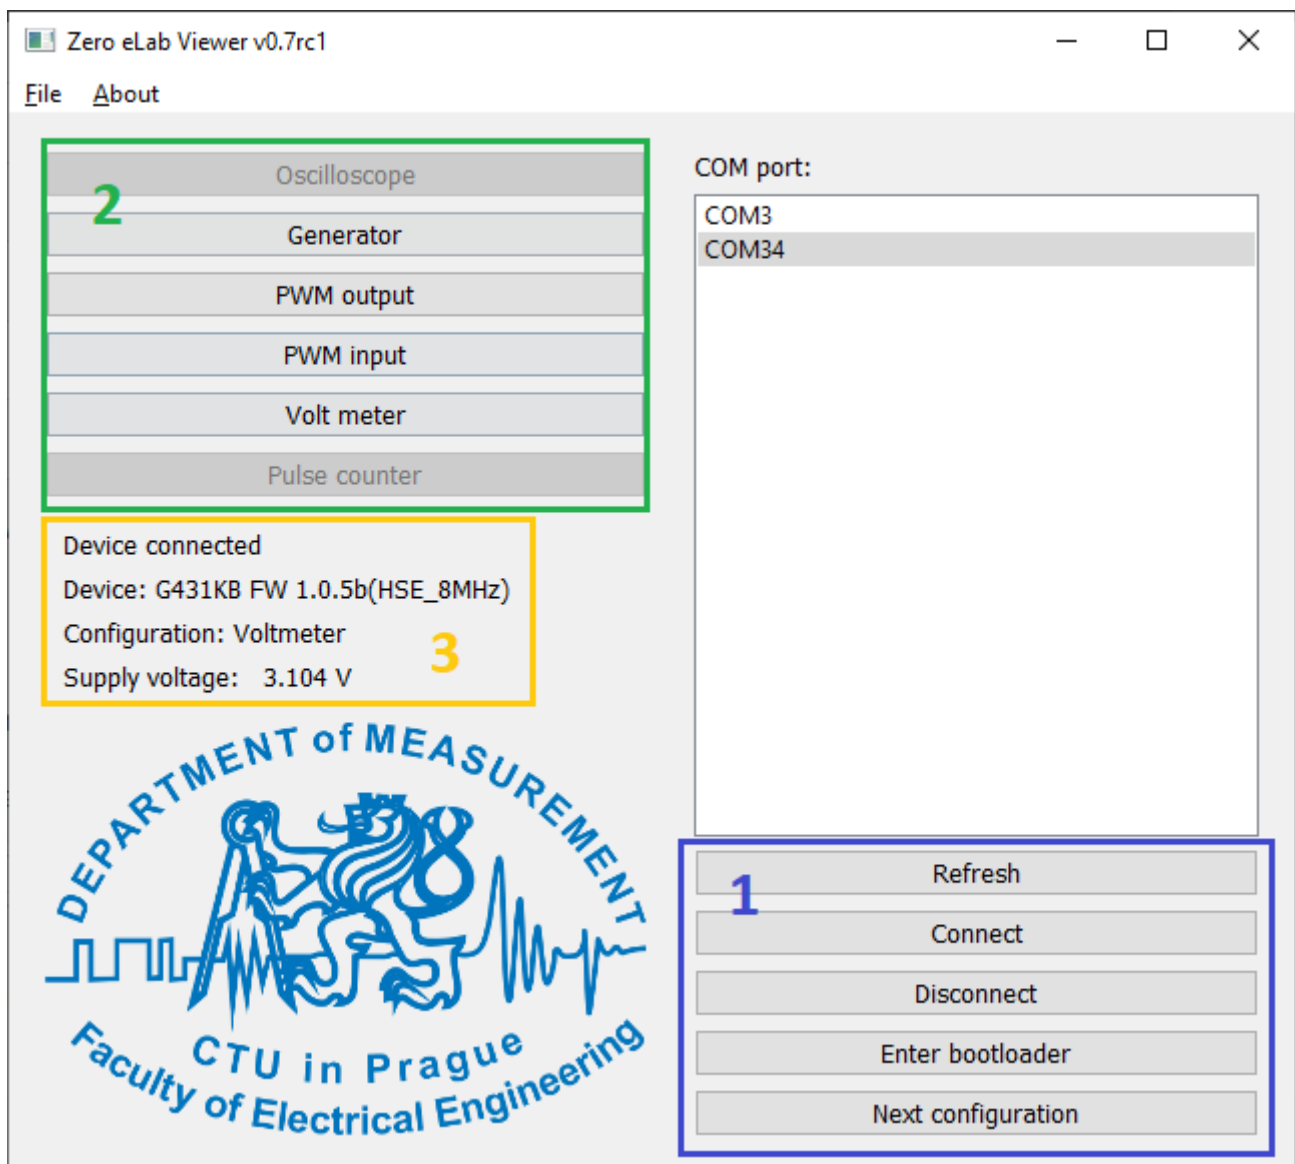 Zero eLab Viewer v0.7rc1
File About
2
Oscilloscope
Generator
PWM output
PWM input
Volt meter
Pulse counter
Device connected
Device: G431KB FW 1.0.5b(HSE_8MHz)
Configuration: Voltmeter
Supply voltage: 3.104 V
3
DEPARTMENT of MEASUREMENT
CTU in Prague
Faculty of Electrical Engineering
COM port:
COM3
COM34
1
Refresh
Connect
Disconnect
Enter bootloader
Next configuration